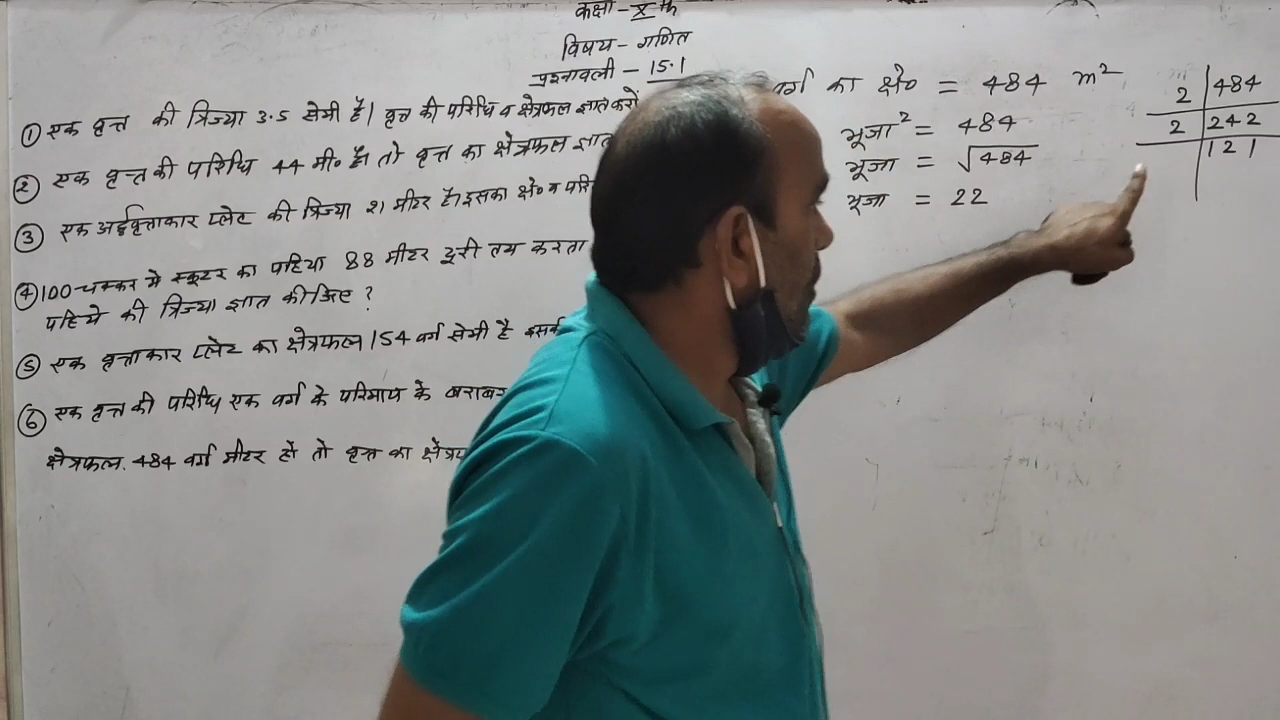 कक्षा - X th
विषय - गणित
प्रश्नावली - 15.1
① एक वृत्त की त्रिज्या 3.5 सेमी है। वृत्त की परिधि व क्षेत्रफल ज्ञात करो
② एक वृत्त की परिधि 44 मी० है। तो वृत्त का क्षेत्रफल ज्ञात
③ एक अर्द्धवृत्ताकार प्लेट की त्रिज्या 21 मीटर है। इसका क्षे० व परि
④ 100 चक्कर मे स्कूटर का पहिया 88 मीटर दूरी तय करता
पहिये की त्रिज्या ज्ञात कीजिए ?
⑤ एक वृत्ताकार प्लेट का क्षेत्रफल 154 वर्ग सेमी है इसकी
⑥ एक वृत्त की परिधि एक वर्ग के परिमाप के बराबर
क्षेत्रफल. 484 वर्ग मीटर हो तो वृत्त का क्षेत्रफ
वर्ग का क्षे० = 484 m²
भूजा² = 484
भूजा = √484
भूजा = 22
2 | 484
2 | 242
121